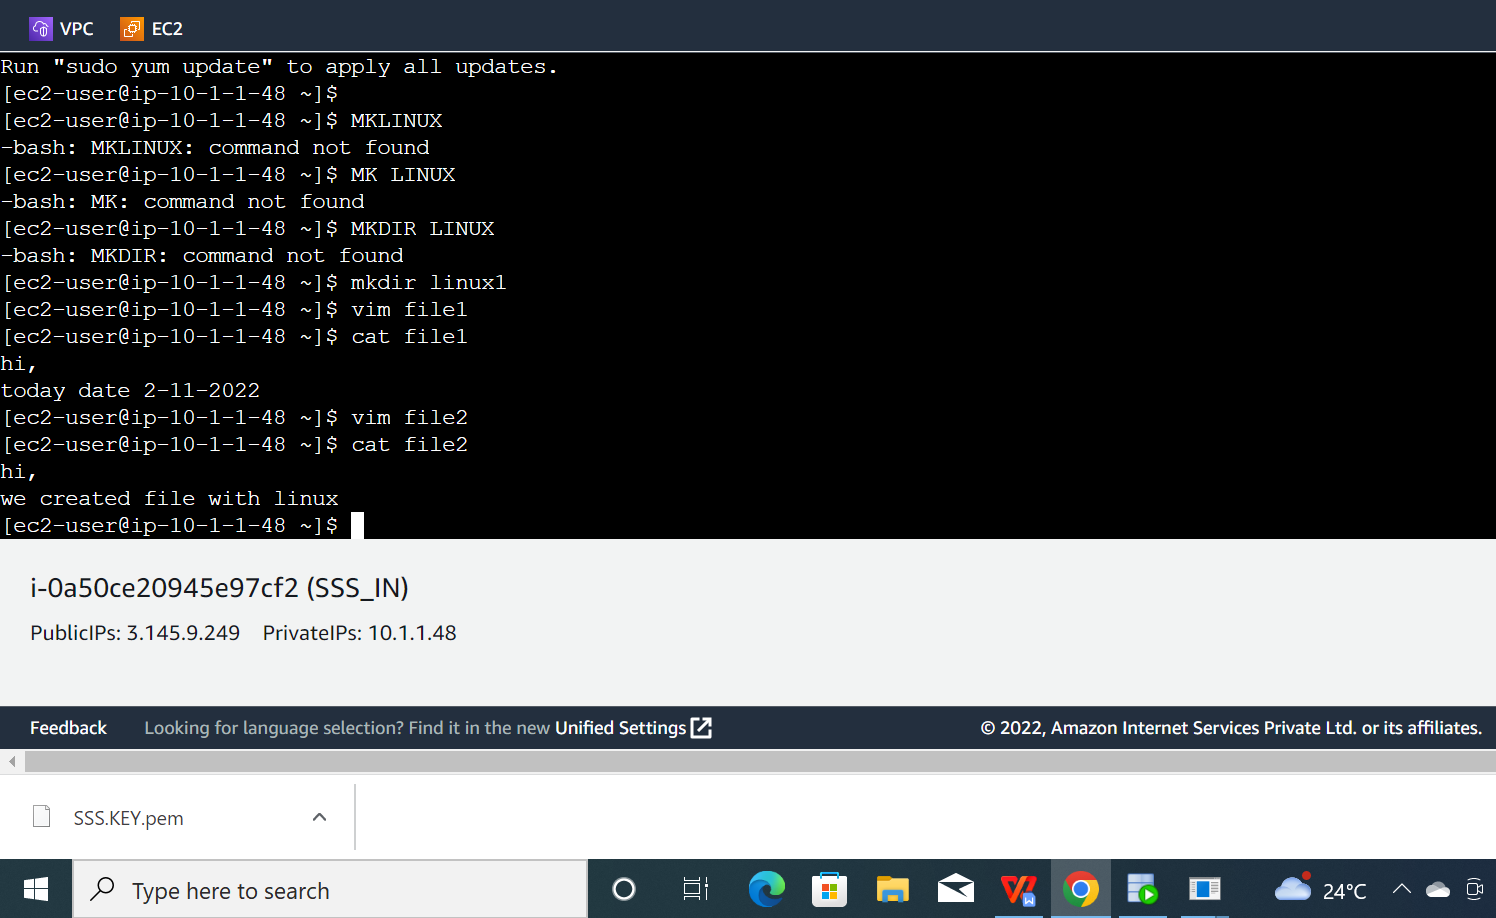 VPC EC2
Run "sudo yum update" to apply all updates.
[ec2-user@ip-10-1-1-48 ~]$
[ec2-user@ip-10-1-1-48 ~]$ MKLINUX
-bash: MKLINUX: command not found
[ec2-user@ip-10-1-1-48 ~]$ MK LINUX
-bash: MK: command not found
[ec2-user@ip-10-1-1-48 ~]$ MKDIR LINUX
-bash: MKDIR: command not found
[ec2-user@ip-10-1-1-48 ~]$ mkdir linux1
[ec2-user@ip-10-1-1-48 ~]$ vim file1
[ec2-user@ip-10-1-1-48 ~]$ cat file1
hi,
today date 2-11-2022
[ec2-user@ip-10-1-1-48 ~]$ vim file2
[ec2-user@ip-10-1-1-48 ~]$ cat file2
hi,
we created file with linux
[ec2-user@ip-10-1-1-48 ~]$
i-0a50ce20945e97cf2 (SSS_IN)
PublicIPs: 3.145.9.249 PrivateIPs: 10.1.1.48
Feedback Looking for language selection? Find it in the new Unified Settings © 2022, Amazon Internet Services Private Ltd. or its affiliates.
SSS.KEY.pem
Type here to search 24°C